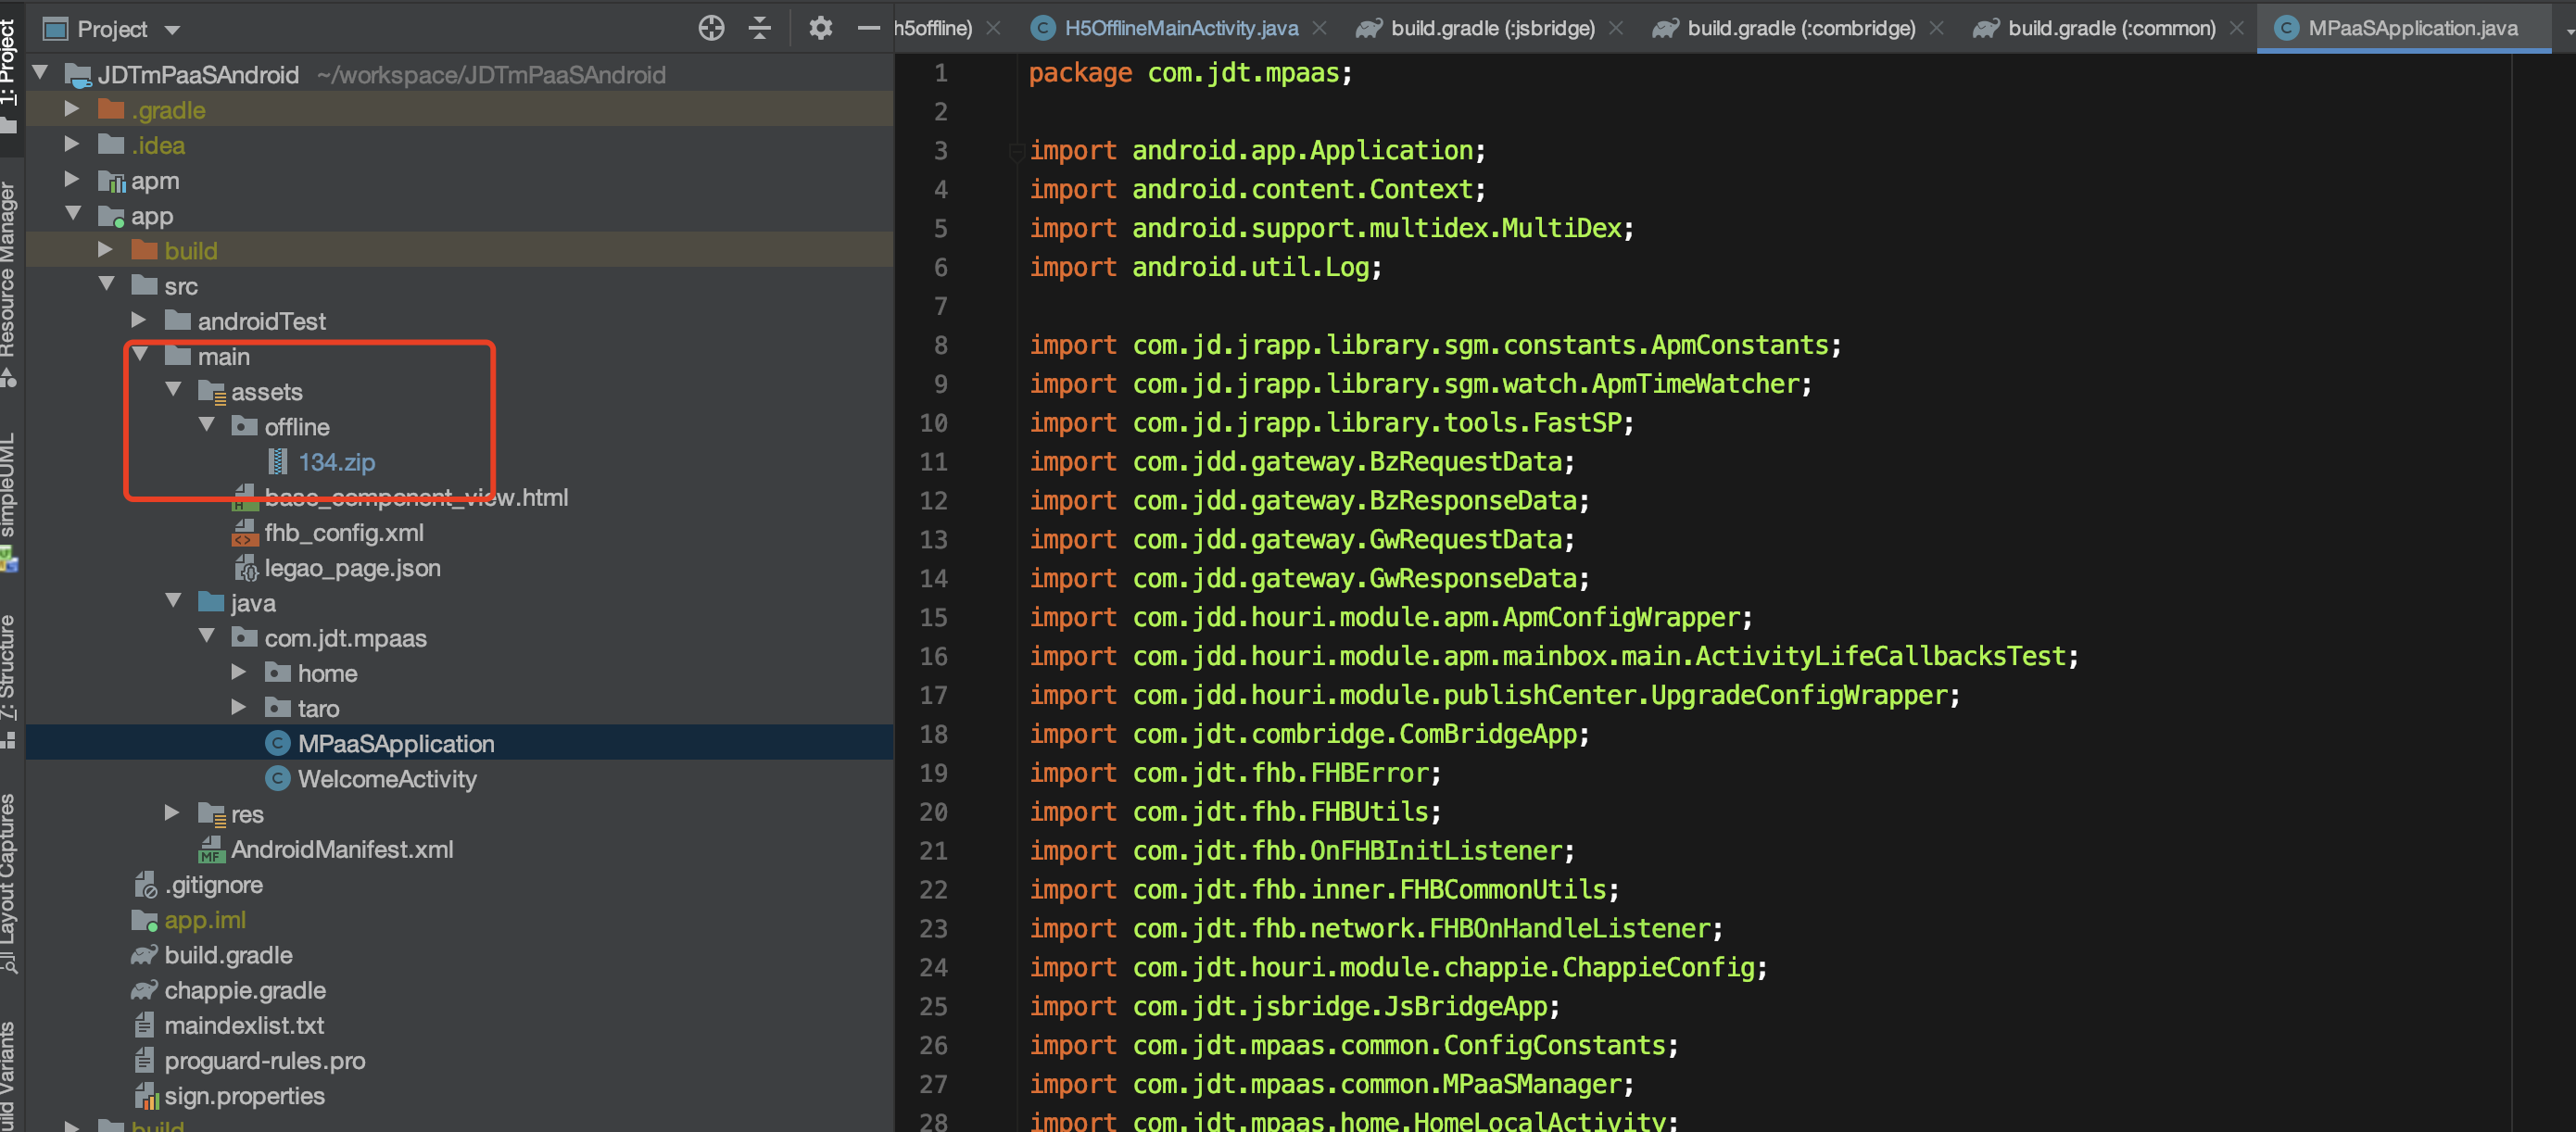 Project
h5offline)
H5OfflineMainActivity.java
build.gradle (:jsbridge)
build.gradle (:combridge)
build.gradle (:common)
MPaaSApplication.java
1: Project
Resource Manager
simpleUML
7: Structure
Layout Captures
uild Variants
JDTmPaaSAndroid ~/workspace/JDTmPaaSAndroid
.gradle
.idea
apm
app
build
src
androidTest
main
assets
offline
134.zip
base_component_view.html
fhb_config.xml
legao_page.json
java
com.jdt.mpaas
home
taro
MPaaSApplication
WelcomeActivity
res
AndroidManifest.xml
.gitignore
app.iml
build.gradle
chappie.gradle
maindexlist.txt
proguard-rules.pro
sign.properties
build
1 package com.jdt.mpaas;
2
3 import android.app.Application;
4 import android.content.Context;
5 import android.support.multidex.MultiDex;
6 import android.util.Log;
7
8 import com.jd.jrapp.library.sgm.constants.ApmConstants;
9 import com.jd.jrapp.library.sgm.watch.ApmTimeWatcher;
10 import com.jd.jrapp.library.tools.FastSP;
11 import com.jdd.gateway.BzRequestData;
12 import com.jdd.gateway.BzResponseData;
13 import com.jdd.gateway.GwRequestData;
14 import com.jdd.gateway.GwResponseData;
15 import com.jdd.houri.module.apm.ApmConfigWrapper;
16 import com.jdd.houri.module.apm.mainbox.main.ActivityLifeCallbacksTest;
17 import com.jdd.houri.module.publishCenter.UpgradeConfigWrapper;
18 import com.jdt.combridge.ComBridgeApp;
19 import com.jdt.fhb.FHBError;
20 import com.jdt.fhb.FHBUtils;
21 import com.jdt.fhb.OnFHBInitListener;
22 import com.jdt.fhb.inner.FHBCommonUtils;
23 import com.jdt.fhb.network.FHBOnHandleListener;
24 import com.jdt.houri.module.chappie.ChappieConfig;
25 import com.jdt.jsbridge.JsBridgeApp;
26 import com.jdt.mpaas.common.ConfigConstants;
27 import com.jdt.mpaas.common.MPaaSManager;
28 import com.jdt.mpaas.home.HomeLocalActivity;